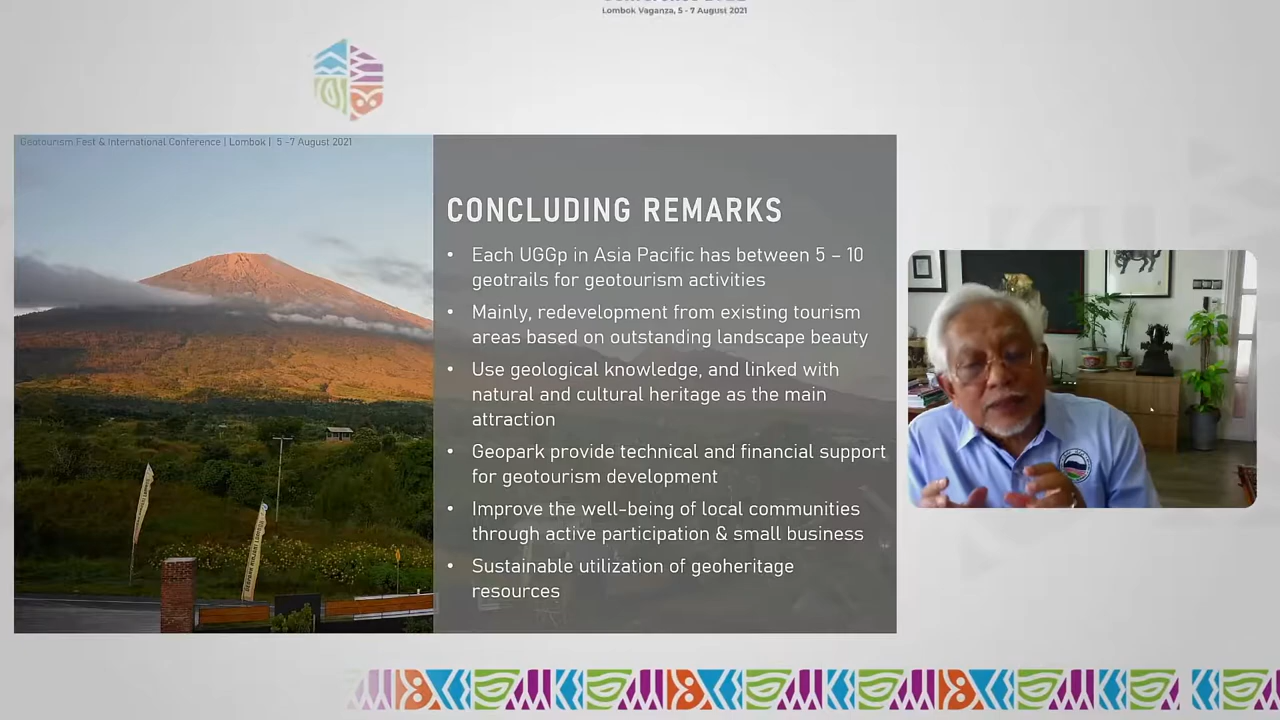 Lombok Vaganza, 5 - 7 August 2021
Geotourism Fest & International Conference | Lombok | 5 -7 August 2021
CONCLUDING REMARKS
• Each UGGp in Asia Pacific has between 5 – 10
geotrails for geotourism activities
• Mainly, redevelopment from existing tourism
areas based on outstanding landscape beauty
• Use geological knowledge, and linked with
natural and cultural heritage as the main
attraction
• Geopark provide technical and financial support
for geotourism development
• Improve the well-being of local communities
through active participation & small business
• Sustainable utilization of geoheritage
resources